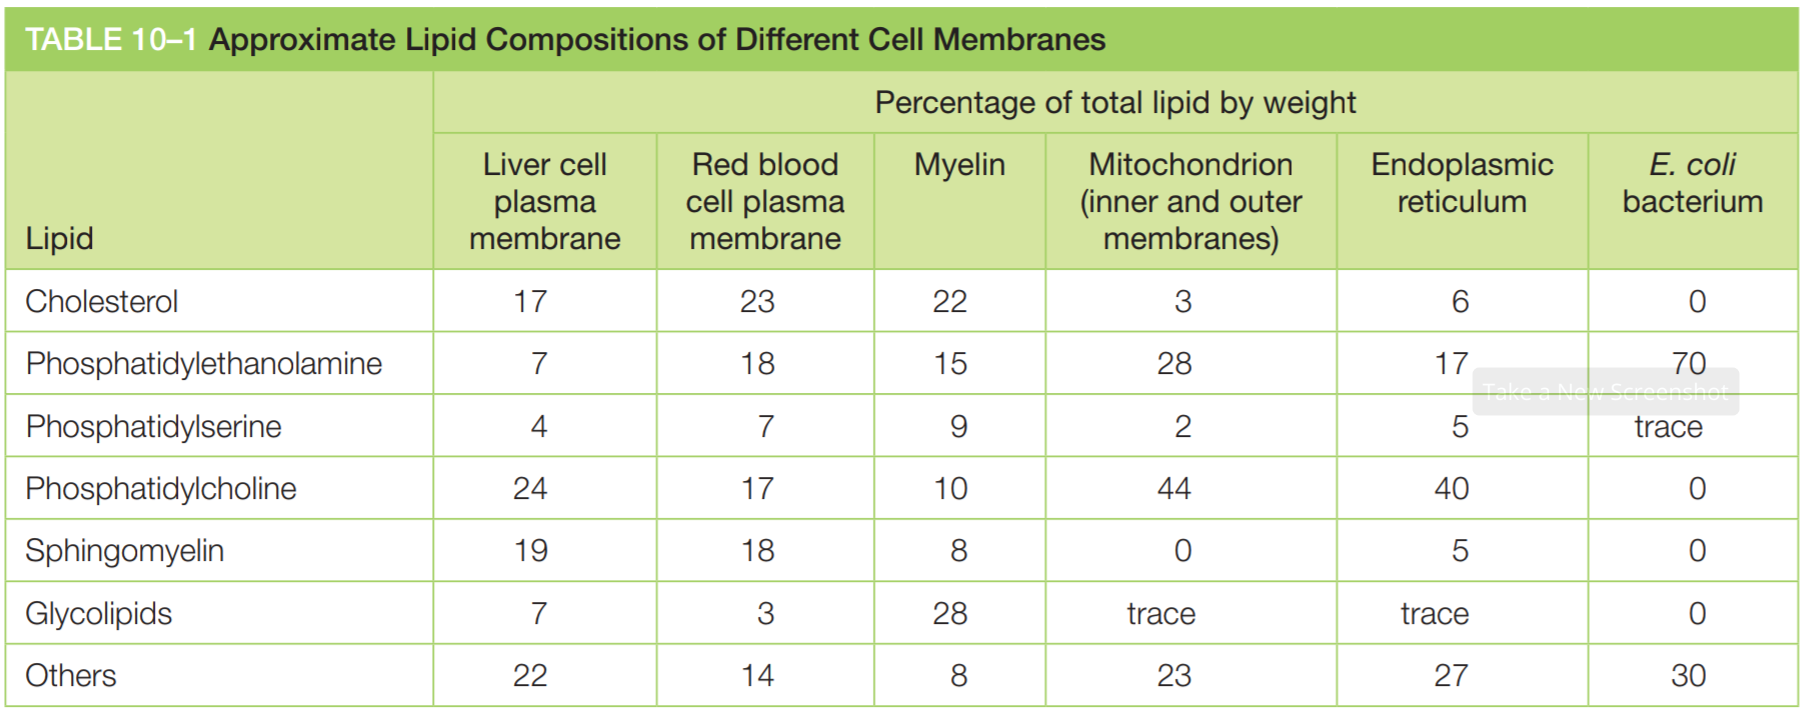 TABLE 10–1 Approximate Lipid Compositions of Different Cell Membranes
Percentage of total lipid by weight
Lipid
Liver cell
plasma
membrane
Red blood
cell plasma
membrane
Myelin
Mitochondrion
(inner and outer
membranes)
Endoplasmic
reticulum
E. coli
bacterium
Cholesterol 17 23 22 3 6 0
Phosphatidylethanolamine 7 18 15 28 17 70
Take a New Screenshot
Phosphatidylserine 4 7 9 2 5 trace
Phosphatidylcholine 24 17 10 44 40 0
Sphingomyelin 19 18 8 0 5 0
Glycolipids 7 3 28 trace trace 0
Others 22 14 8 23 27 30